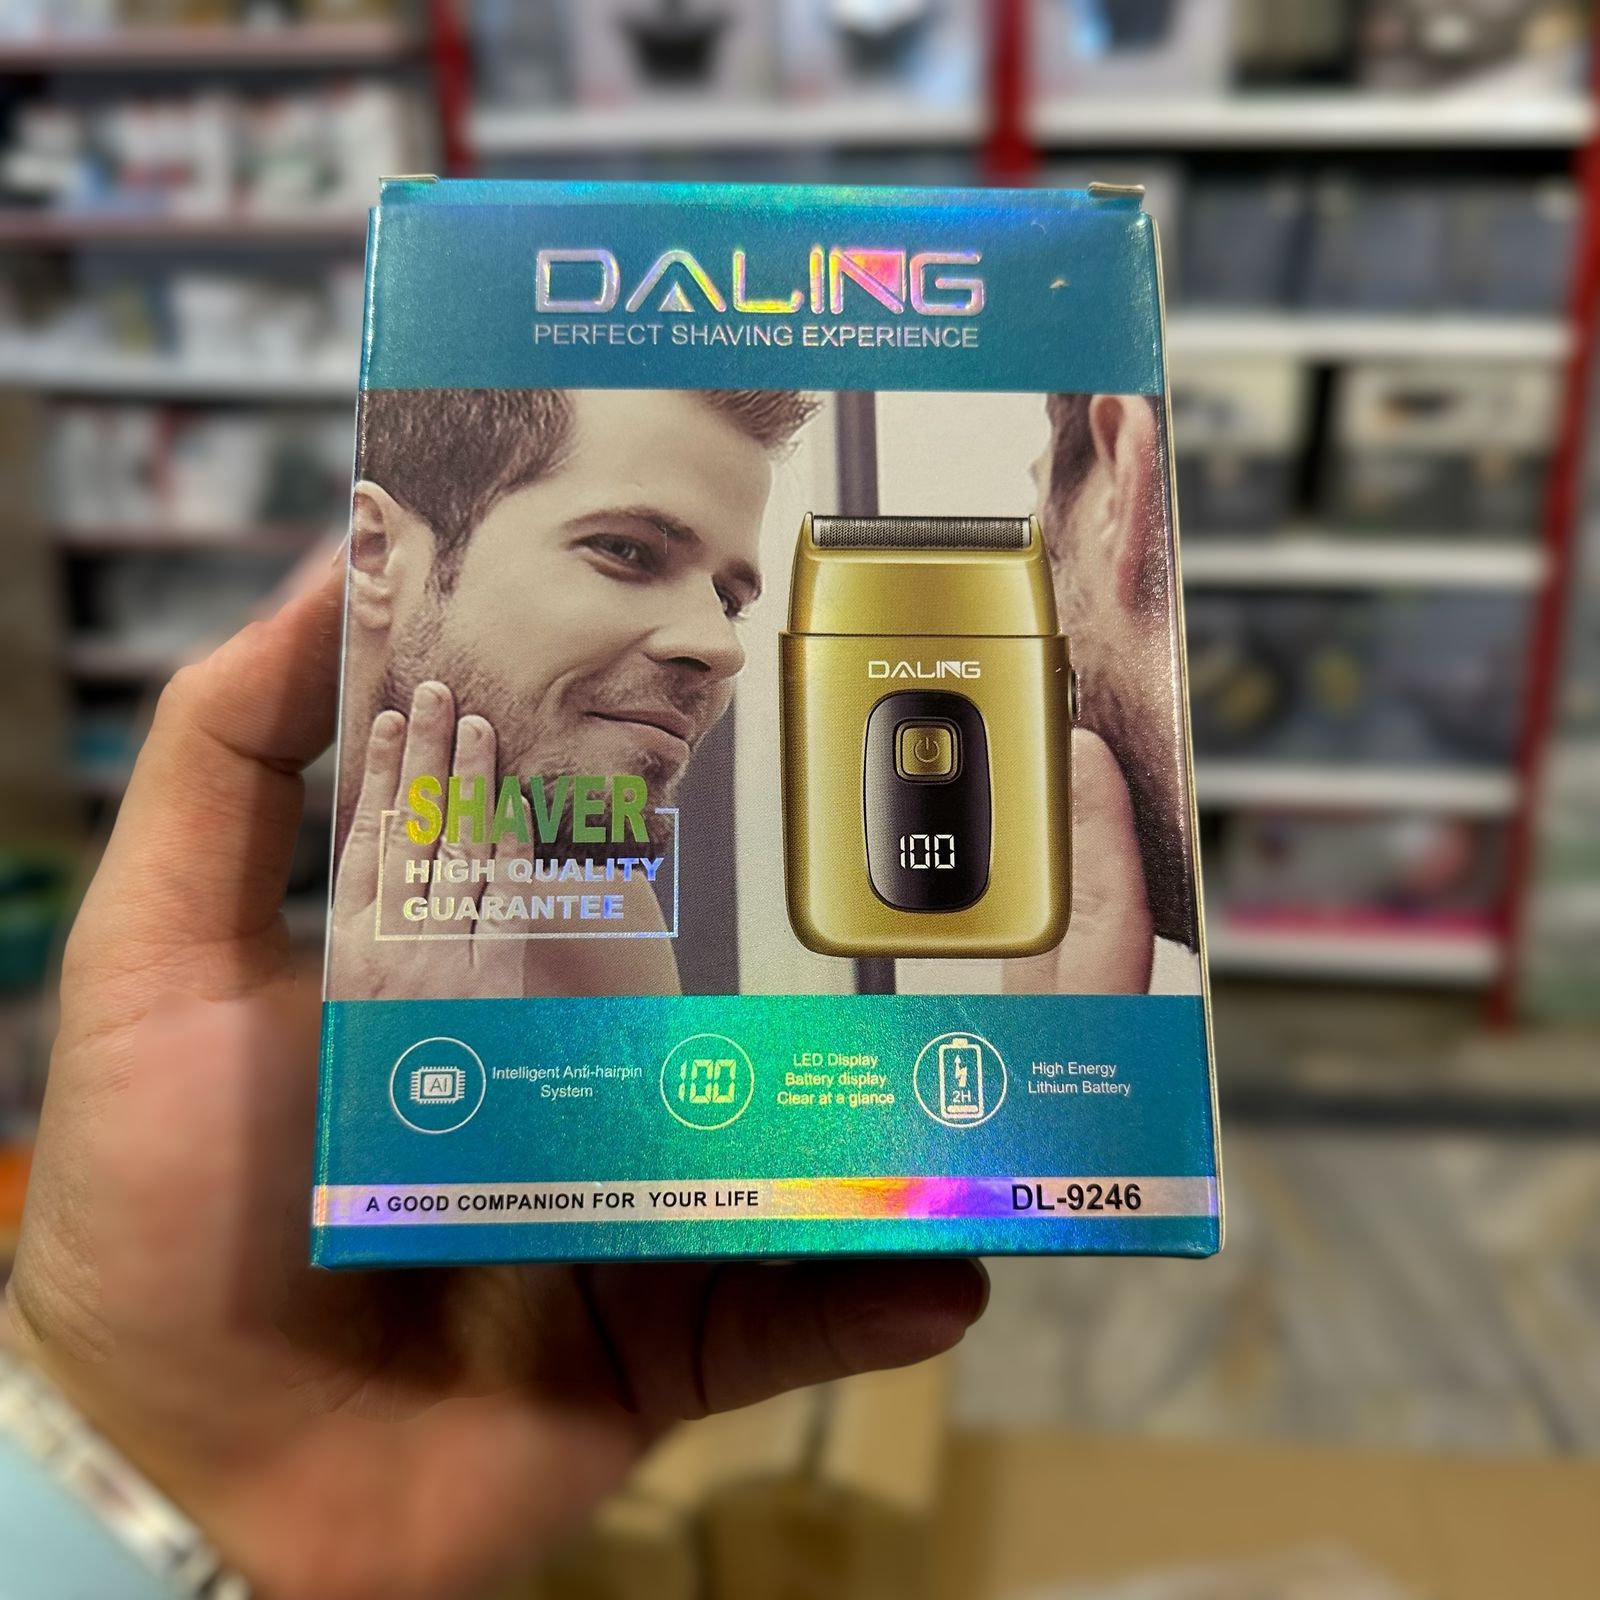 DALING
PERFECT SHAVING EXPERIENCE
DALING
100
SHAVER
HIGH QUALITY
GUARANTEE
AI
Intelligent Anti-hairpin
System
100
LED Display
Battery display
Clear at a glance
2H
High Energy
Lithium Battery
A GOOD COMPANION FOR YOUR LIFE
DL-9246